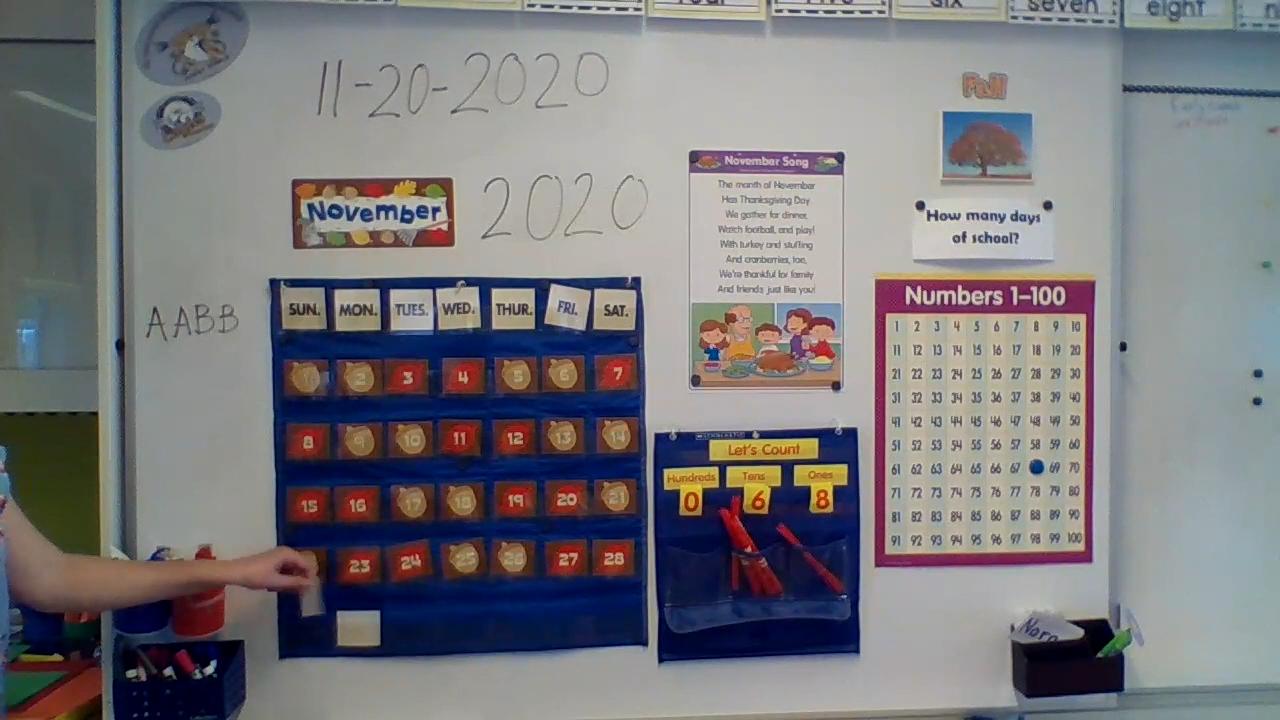 SIX
seven
eight
11-20-2020
Fall
November
2020
November Song
The month of November
Has Thanksgiving Day.
We gather for dinner,
Watch football, and play!
With turkey and stuffing
And cranberries, too,
We're thankful for family
And friends just like you!
How many days
of school?
AABB
SUN. MON. TUES. WED. THUR. FRI. SAT.
1 2 3 4 5 6 7
8 9 10 11 12 13 14
15 16 17 18 19 20 21
23 24 25 26 27 28
Let's Count
Hundreds Tens Ones
0 6 8
Numbers 1-100
1 2 3 4 5 6 7 8 9 10
11 12 13 14 15 16 17 18 19 20
21 22 23 24 25 26 27 28 29 30
31 32 33 34 35 36 37 38 39 40
41 42 43 44 45 46 47 48 49 50
51 52 53 54 55 56 57 58 59 60
61 62 63 64 65 66 67 69 70
71 72 73 74 75 76 77 78 79 80
81 82 83 84 85 86 87 88 89 90
91 92 93 94 95 96 97 98 99 100